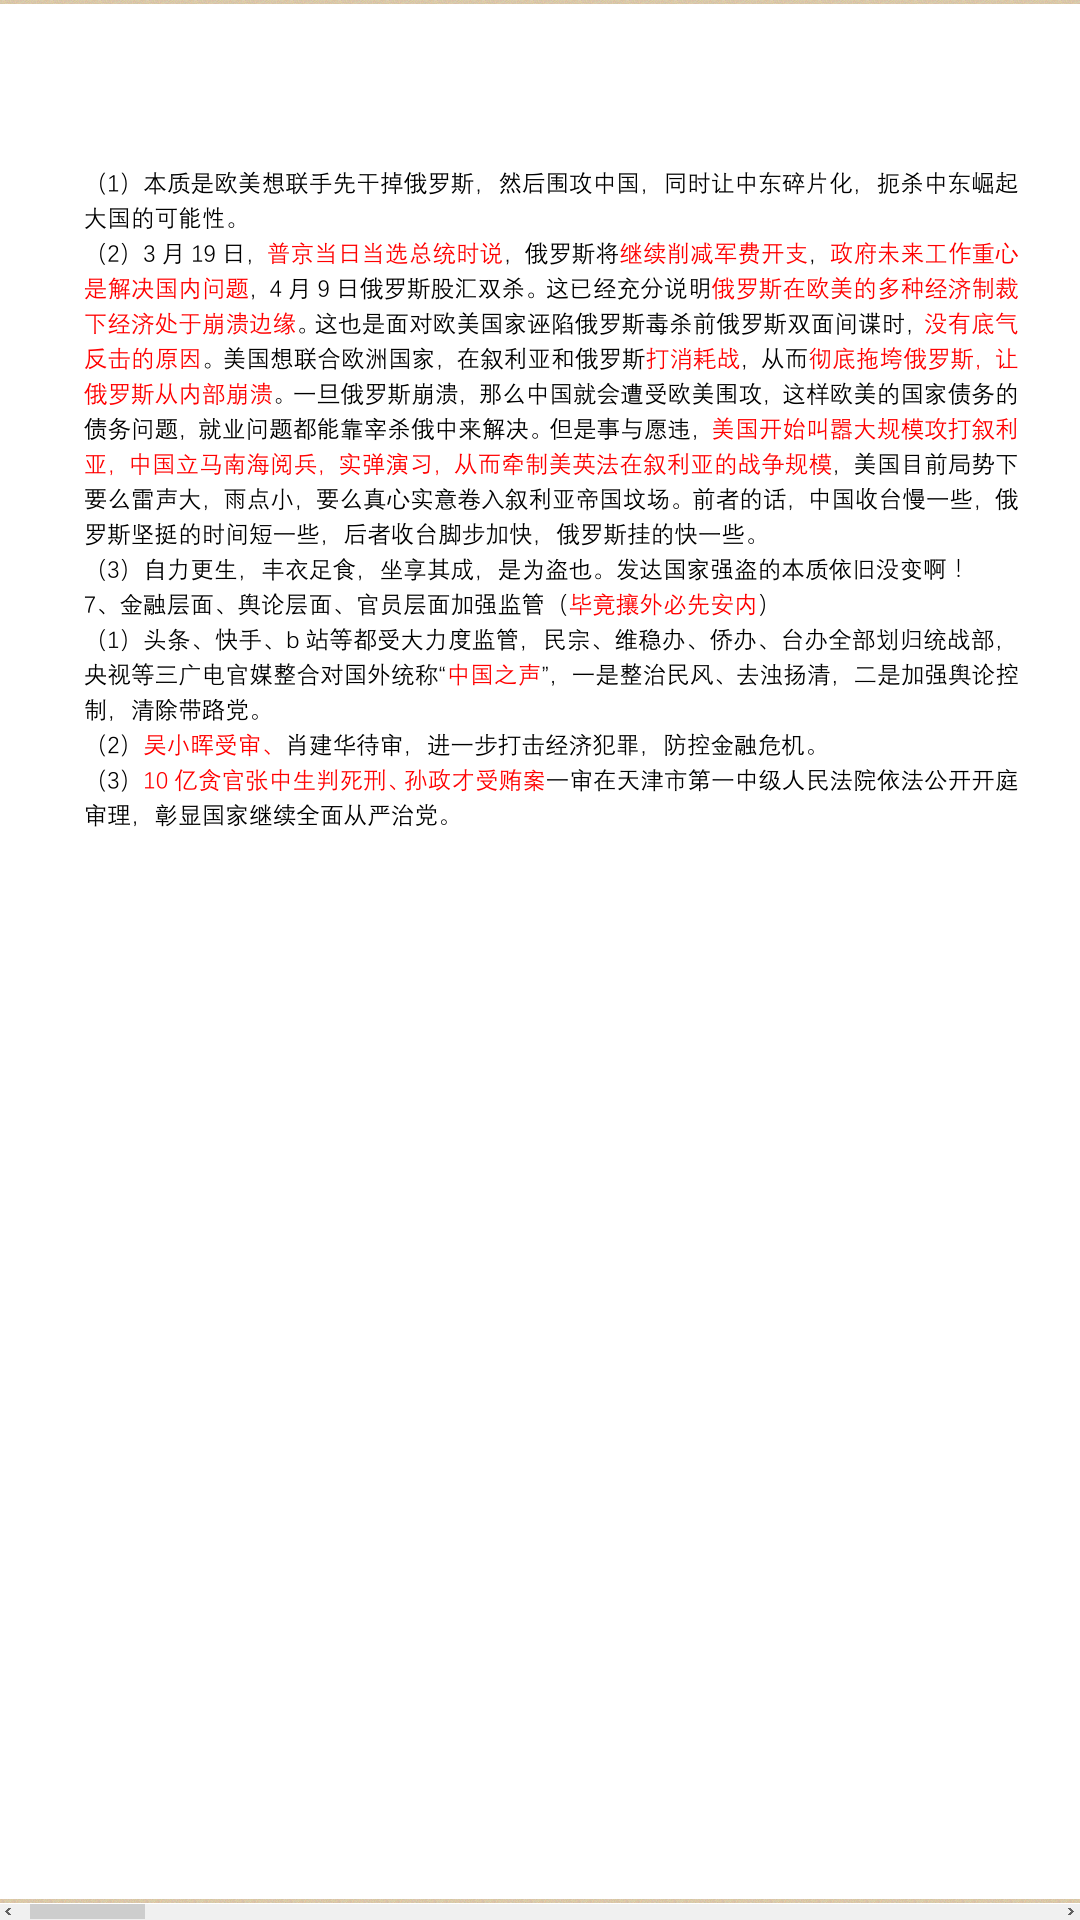 （1）本质是欧美想联手先干掉俄罗斯，然后围攻中国，同时让中东碎片化，扼杀中东崛起
大国的可能性。
（2）3 月 19 日，普京当日当选总统时说，俄罗斯将继续削减军费开支，政府未来工作重心
是解决国内问题，4 月 9 日俄罗斯股汇双杀。这已经充分说明俄罗斯在欧美的多种经济制裁
下经济处于崩溃边缘。这也是面对欧美国家诬陷俄罗斯毒杀前俄罗斯双面间谍时，没有底气
反击的原因。美国想联合欧洲国家，在叙利亚和俄罗斯打消耗战，从而彻底拖垮俄罗斯，让
俄罗斯从内部崩溃。一旦俄罗斯崩溃，那么中国就会遭受欧美围攻，这样欧美的国家债务的
债务问题，就业问题都能靠宰杀俄中来解决。但是事与愿违，美国开始叫嚣大规模攻打叙利
亚，中国立马南海阅兵，实弹演习，从而牵制美英法在叙利亚的战争规模，美国目前局势下
要么雷声大，雨点小，要么真心实意卷入叙利亚帝国坟场。前者的话，中国收台慢一些，俄
罗斯坚挺的时间短一些，后者收台脚步加快，俄罗斯挂的快一些。
（3）自力更生，丰衣足食，坐享其成，是为盗也。发达国家强盗的本质依旧没变啊！
7、金融层面、舆论层面、官员层面加强监管（毕竟攘外必先安内）
（1）头条、快手、b 站等都受大力度监管，民宗、维稳办、侨办、台办全部划归统战部，
央视等三广电官媒整合对国外统称“中国之声”，一是整治民风、去浊扬清，二是加强舆论控
制，清除带路党。
（2）吴小晖受审、肖建华待审，进一步打击经济犯罪，防控金融危机。
（3）10 亿贪官张中生判死刑、孙政才受贿案一审在天津市第一中级人民法院依法公开开庭
审理，彰显国家继续全面从严治党。